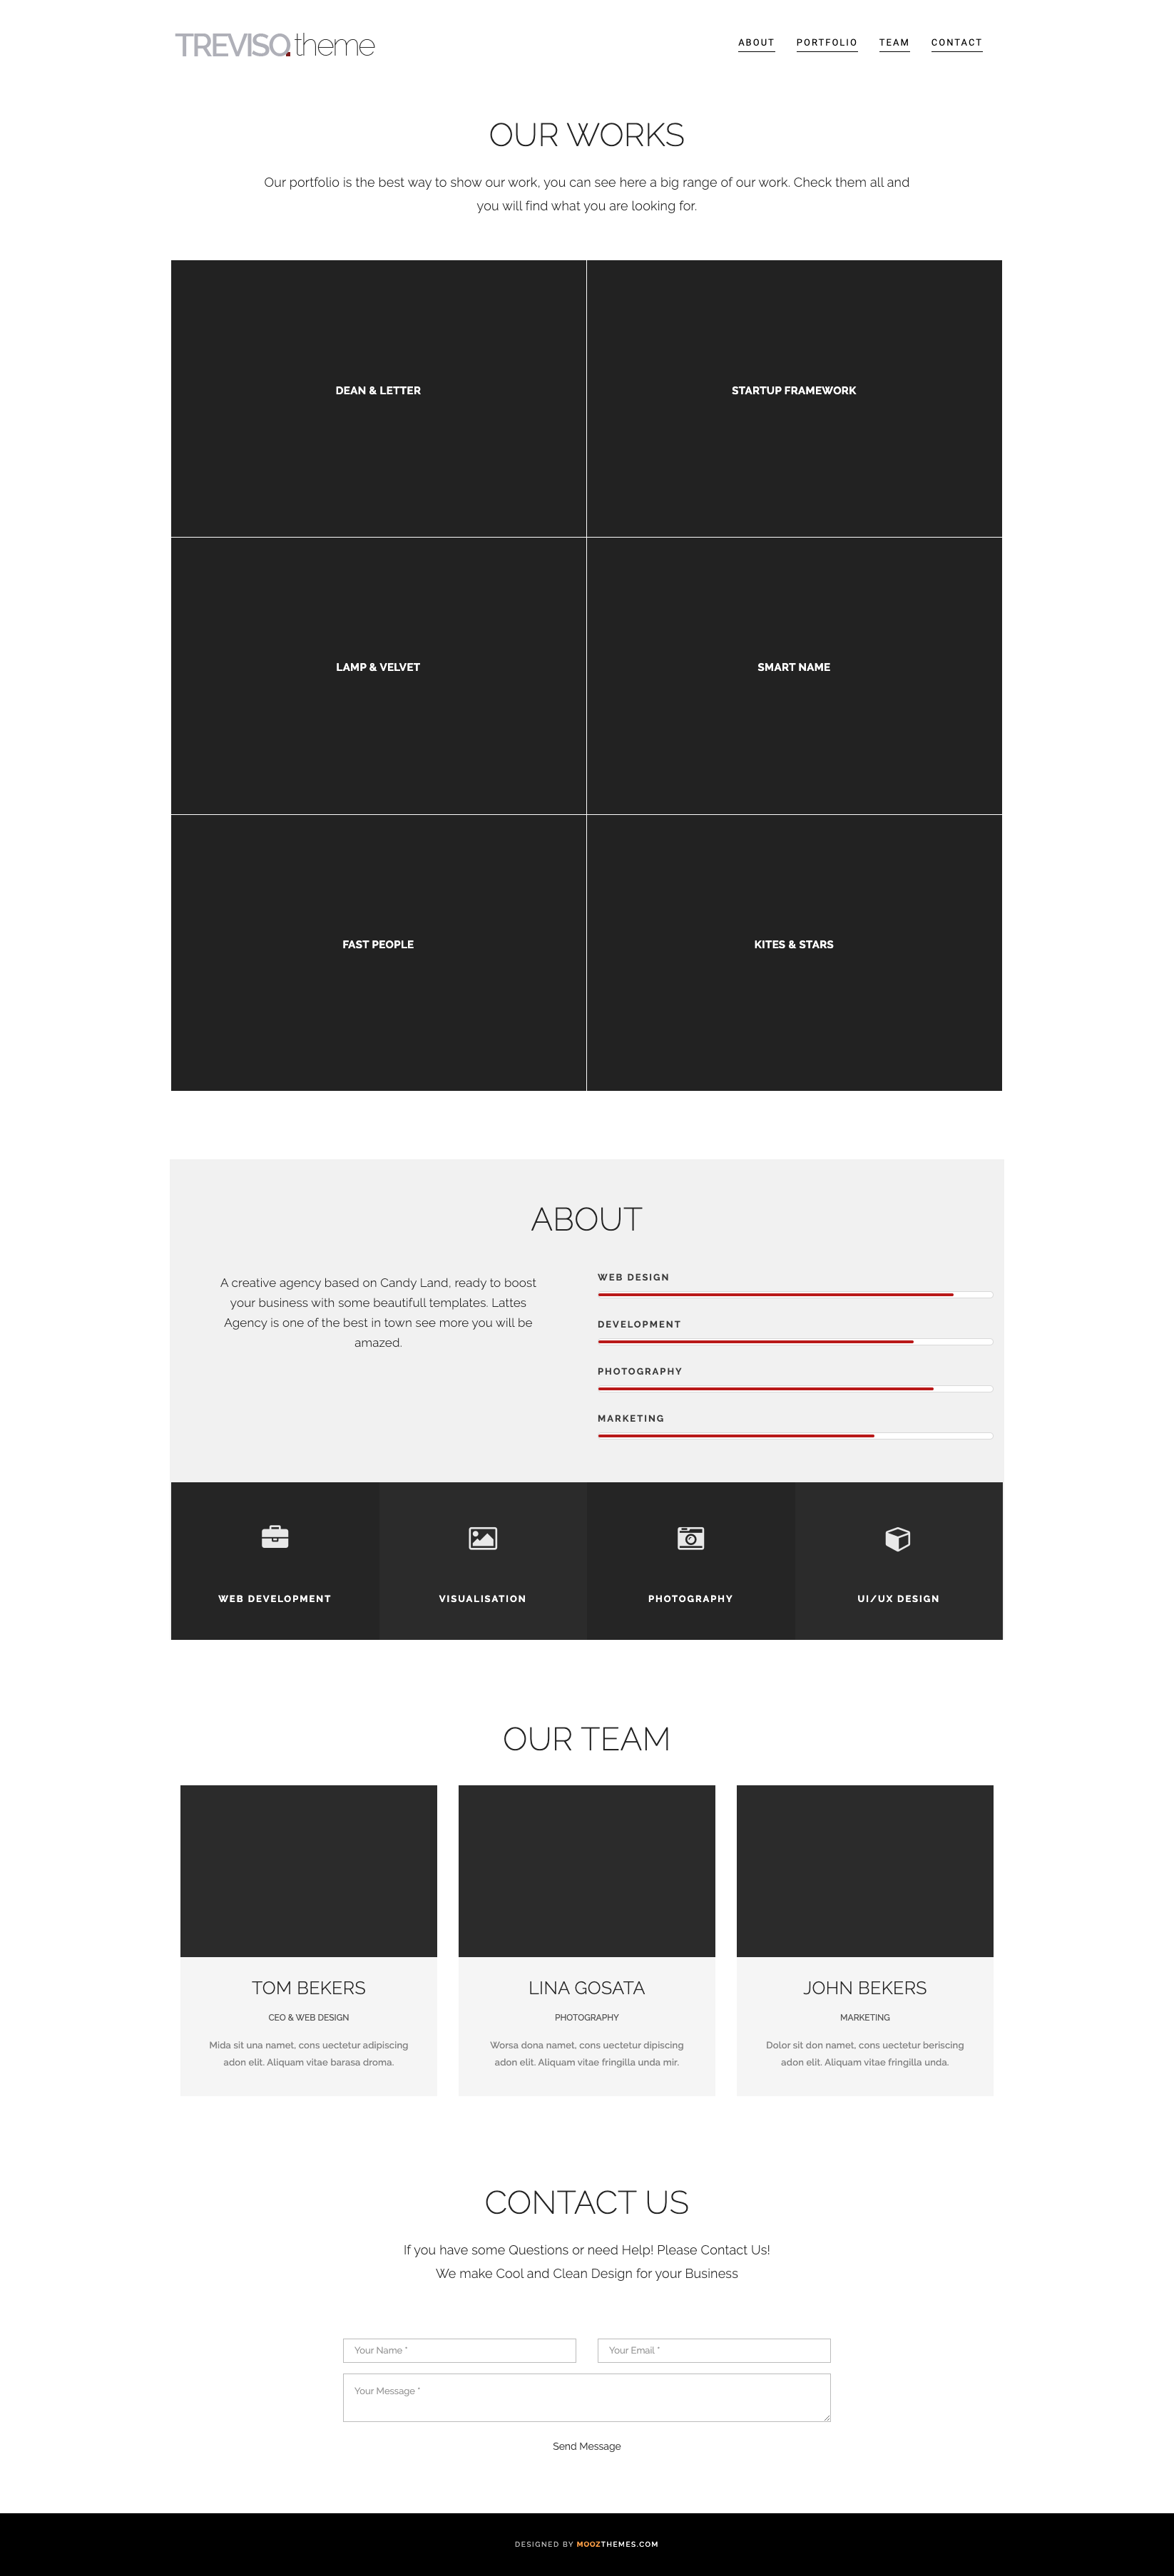 TREVISO.theme
ABOUT PORTFOLIO TEAM CONTACT
OUR WORKS
Our portfolio is the best way to show our work, you can see here a big range of our work. Check them all and
you will find what you are looking for.
DEAN & LETTER
STARTUP FRAMEWORK
LAMP & VELVET
SMART NAME
FAST PEOPLE
KITES & STARS
ABOUT
A creative agency based on Candy Land, ready to boost
your business with some beautifull templates. Lattes
Agency is one of the best in town see more you will be
amazed.
WEB DESIGN
DEVELOPMENT
PHOTOGRAPHY
MARKETING
WEB DEVELOPMENT
VISUALISATION
PHOTOGRAPHY
UI/UX DESIGN
OUR TEAM
TOM BEKERS
CEO & WEB DESIGN
Mida sit una namet, cons uectetur adipiscing
adon elit. Aliquam vitae barasa droma.
LINA GOSATA
PHOTOGRAPHY
Worsa dona namet, cons uectetur dipiscing
adon elit. Aliquam vitae fringilla unda mir.
JOHN BEKERS
MARKETING
Dolor sit don namet, cons uectetur beriscing
adon elit. Aliquam vitae fringilla unda.
CONTACT US
If you have some Questions or need Help! Please Contact Us!
We make Cool and Clean Design for your Business
Your Name *
Your Email *
Your Message *
Send Message
DESIGNED BY MOOZTHEMES.COM